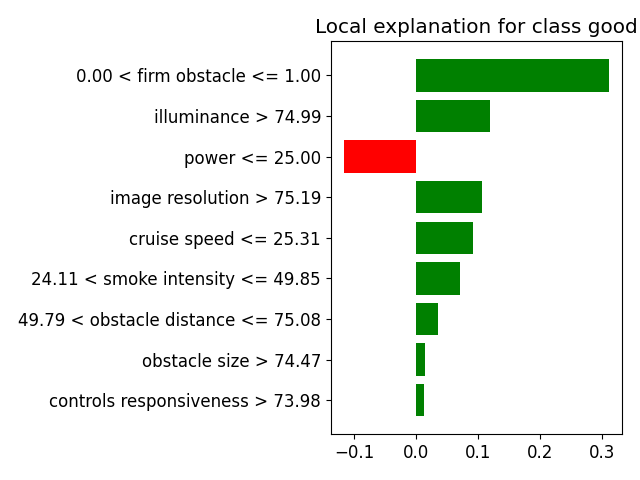 Local explanation for class good
0.00 < firm obstacle <= 1.00
illuminance > 74.99
power <= 25.00
image resolution > 75.19
cruise speed <= 25.31
24.11 < smoke intensity <= 49.85
49.79 < obstacle distance <= 75.08
obstacle size > 74.47
controls responsiveness > 73.98
−0.1 0.0 0.1 0.2 0.3